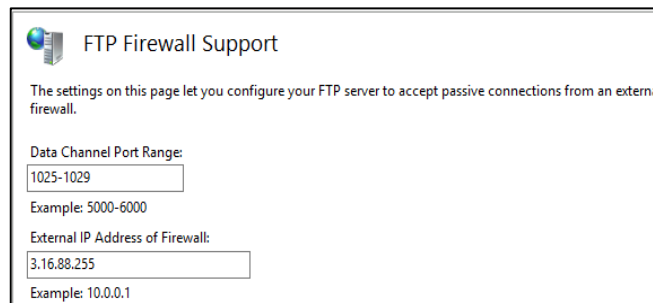 FTP Firewall Support
The settings on this page let you configure your FTP server to accept passive connections from an externa
firewall.
Data Channel Port Range:
1025-1029
Example: 5000-6000
External IP Address of Firewall:
3.16.88.255
Example: 10.0.0.1